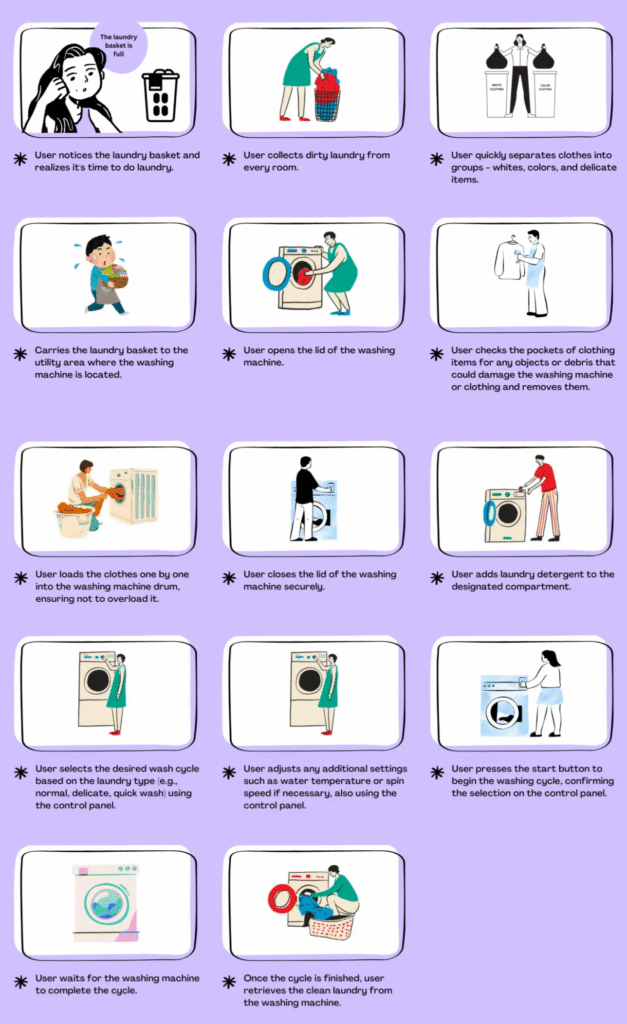 The laundry
basket is
full
User notices the laundry basket and
realizes it's time to do laundry.
User collects dirty laundry from
every room.
WHITE
CLOTHES
COLOR
CLOTHES
User quickly separates clothes into
groups - whites, colors, and delicate
items.
Carries the laundry basket to the
utility area where the washing
machine is located.
User opens the lid of the washing
machine.
User checks the pockets of clothing
items for any objects or debris that
could damage the washing machine
or clothing and removes them.
User loads the clothes one by one
into the washing machine drum,
ensuring not to overload it.
User closes the lid of the washing
machine securely.
User adds laundry detergent to the
designated compartment.
User selects the desired wash cycle
based on the laundry type (e.g.,
normal, delicate, quick wash) using
the control panel.
User adjusts any additional settings
such as water temperature or spin
speed if necessary, also using the
control panel.
User presses the start button to
begin the washing cycle, confirming
the selection on the control panel.
User waits for the washing machine
to complete the cycle.
Once the cycle is finished, user
retrieves the clean laundry from
the washing machine.